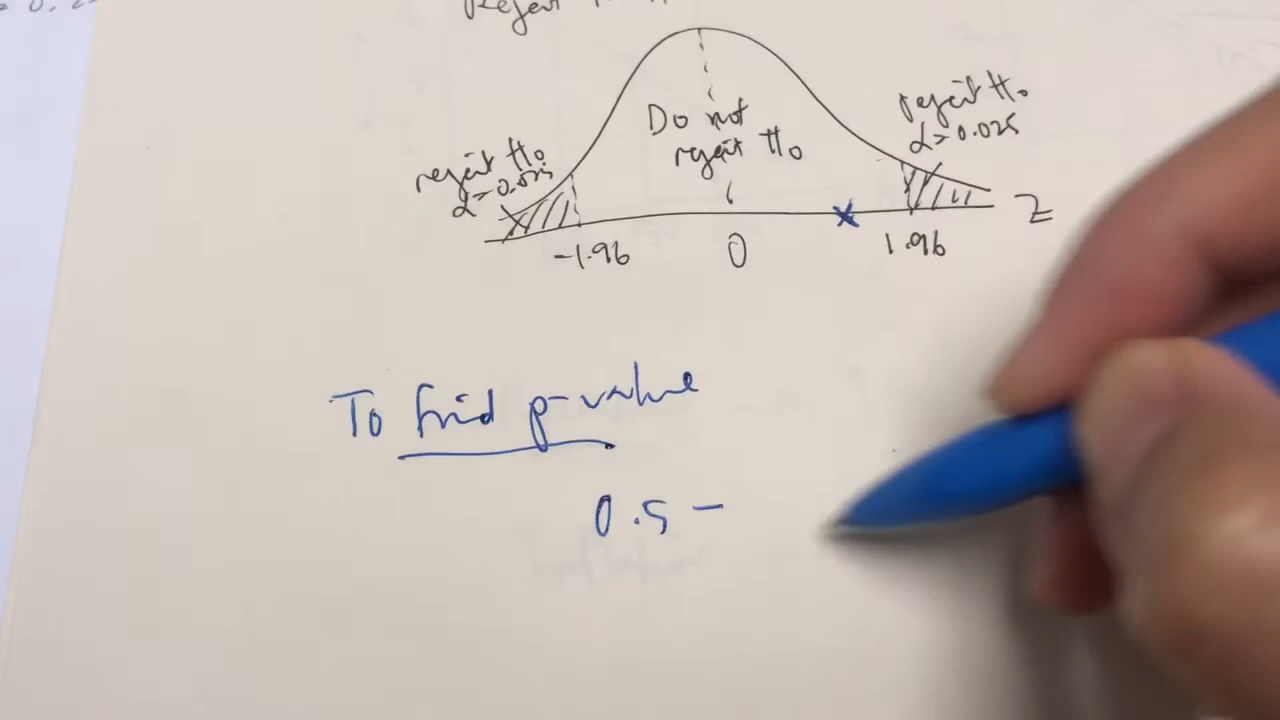 Reject
reject H₀
α = 0.025
Do not
reject H₀
reject H₀
α = 0.025
-1.96
0
1.96
Z
To find p-value
0.5 -